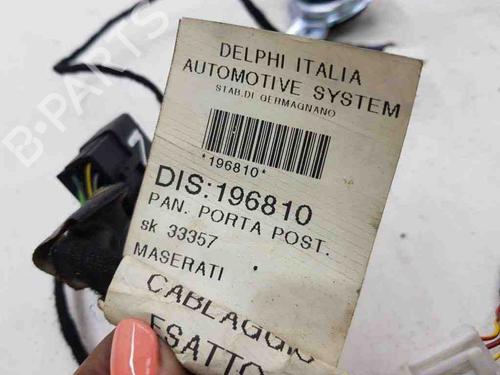 DELPHI ITALIA
AUTOMOTIVE SYSTEM
STAB.DI GERMAGNANO
*196810*
DIS:196810
PAN. PORTA POST.
sk 33357
MASERATI
CABLAGGIO
ESATTO
B-PARTS